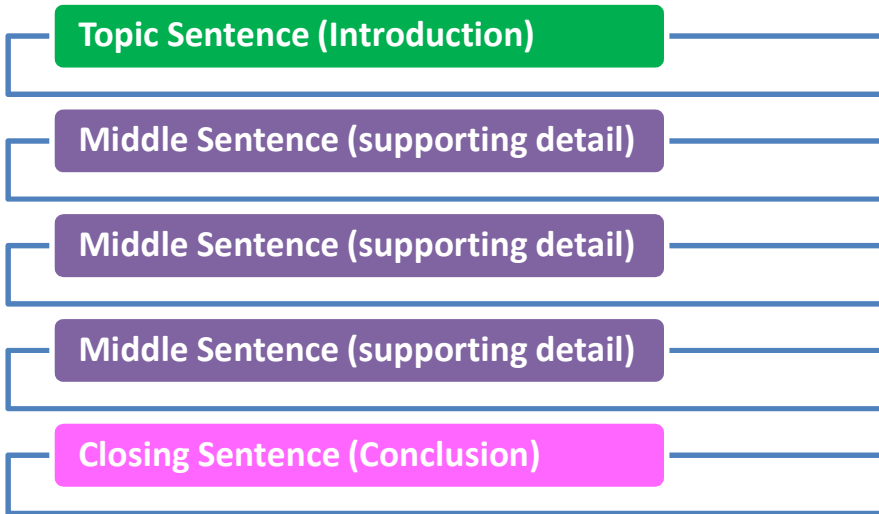 Topic Sentence (Introduction)
Middle Sentence (supporting detail)
Middle Sentence (supporting detail)
Middle Sentence (supporting detail)
Closing Sentence (Conclusion)